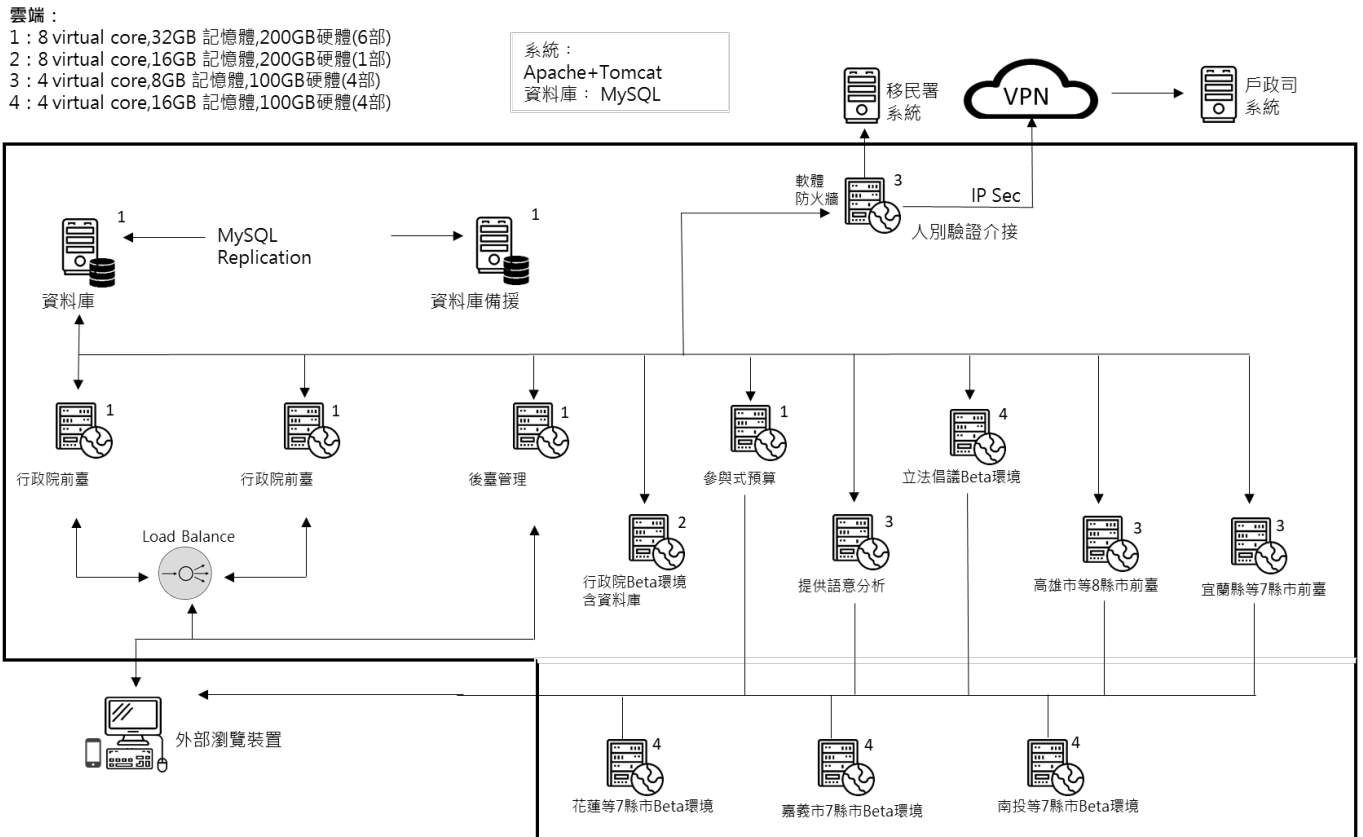 雲端：
1：8 virtual core,32GB 記憶體,200GB硬體(6部)
2：8 virtual core,16GB 記憶體,200GB硬體(1部)
3：4 virtual core,8GB 記憶體,100GB硬體(4部)
4：4 virtual core,16GB 記憶體,100GB硬體(4部)
系統：
Apache+Tomcat
資料庫： MySQL
移民署
系統
VPN
戶政司
系統
軟體
防火牆
3
IP Sec
人別驗證介接
1
MySQL
Replication
1
資料庫
資料庫備援
1
行政院前臺
1
行政院前臺
1
後臺管理
1
參與式預算
4
立法倡議Beta環境
Load Balance
2
行政院Beta環境
含資料庫
3
提供語意分析
3
高雄市等8縣市前臺
3
宜蘭縣等7縣市前臺
外部瀏覽裝置
4
花蓮等7縣市Beta環境
4
嘉義市7縣市Beta環境
4
南投等7縣市Beta環境